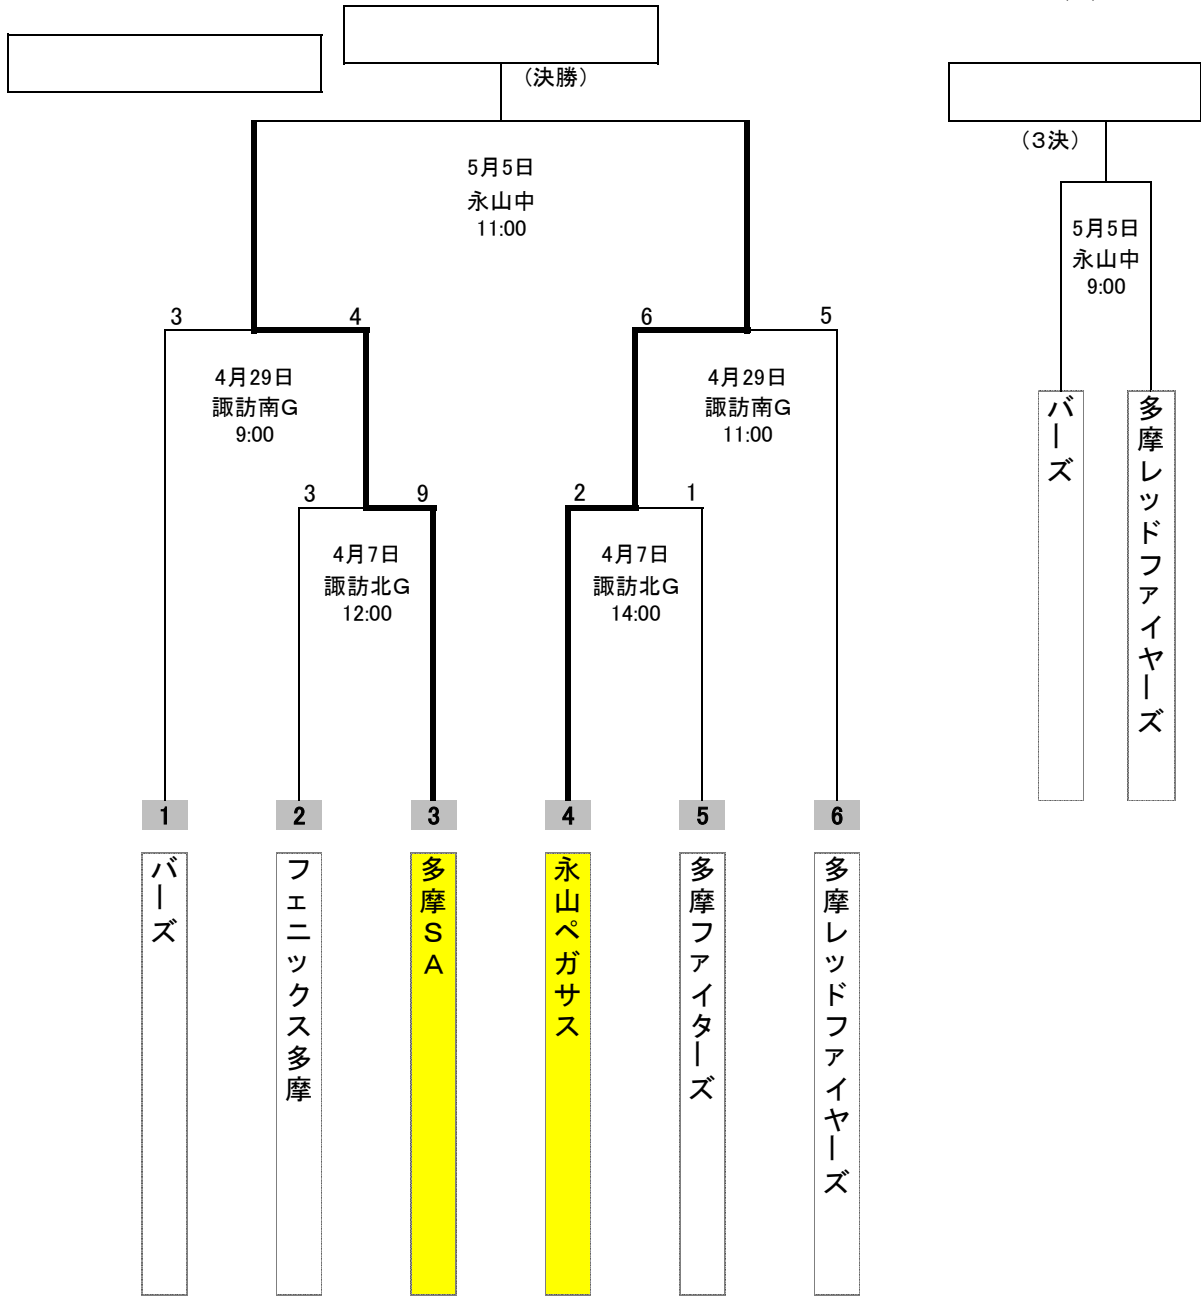 (決勝)
(3決)
5月5日
永山中
11:00
5月5日
永山中
9:00
3
4
6
5
4月29日
諏訪南G
9:00
4月29日
諏訪南G
11:00
バーズ
多摩レッドファイヤーズ
3
9
2
1
4月7日
諏訪北G
12:00
4月7日
諏訪北G
14:00
1
2
3
4
5
6
バーズ
フェニックス多摩
多摩SA
永山ペガサス
多摩ファイターズ
多摩レッドファイヤーズ